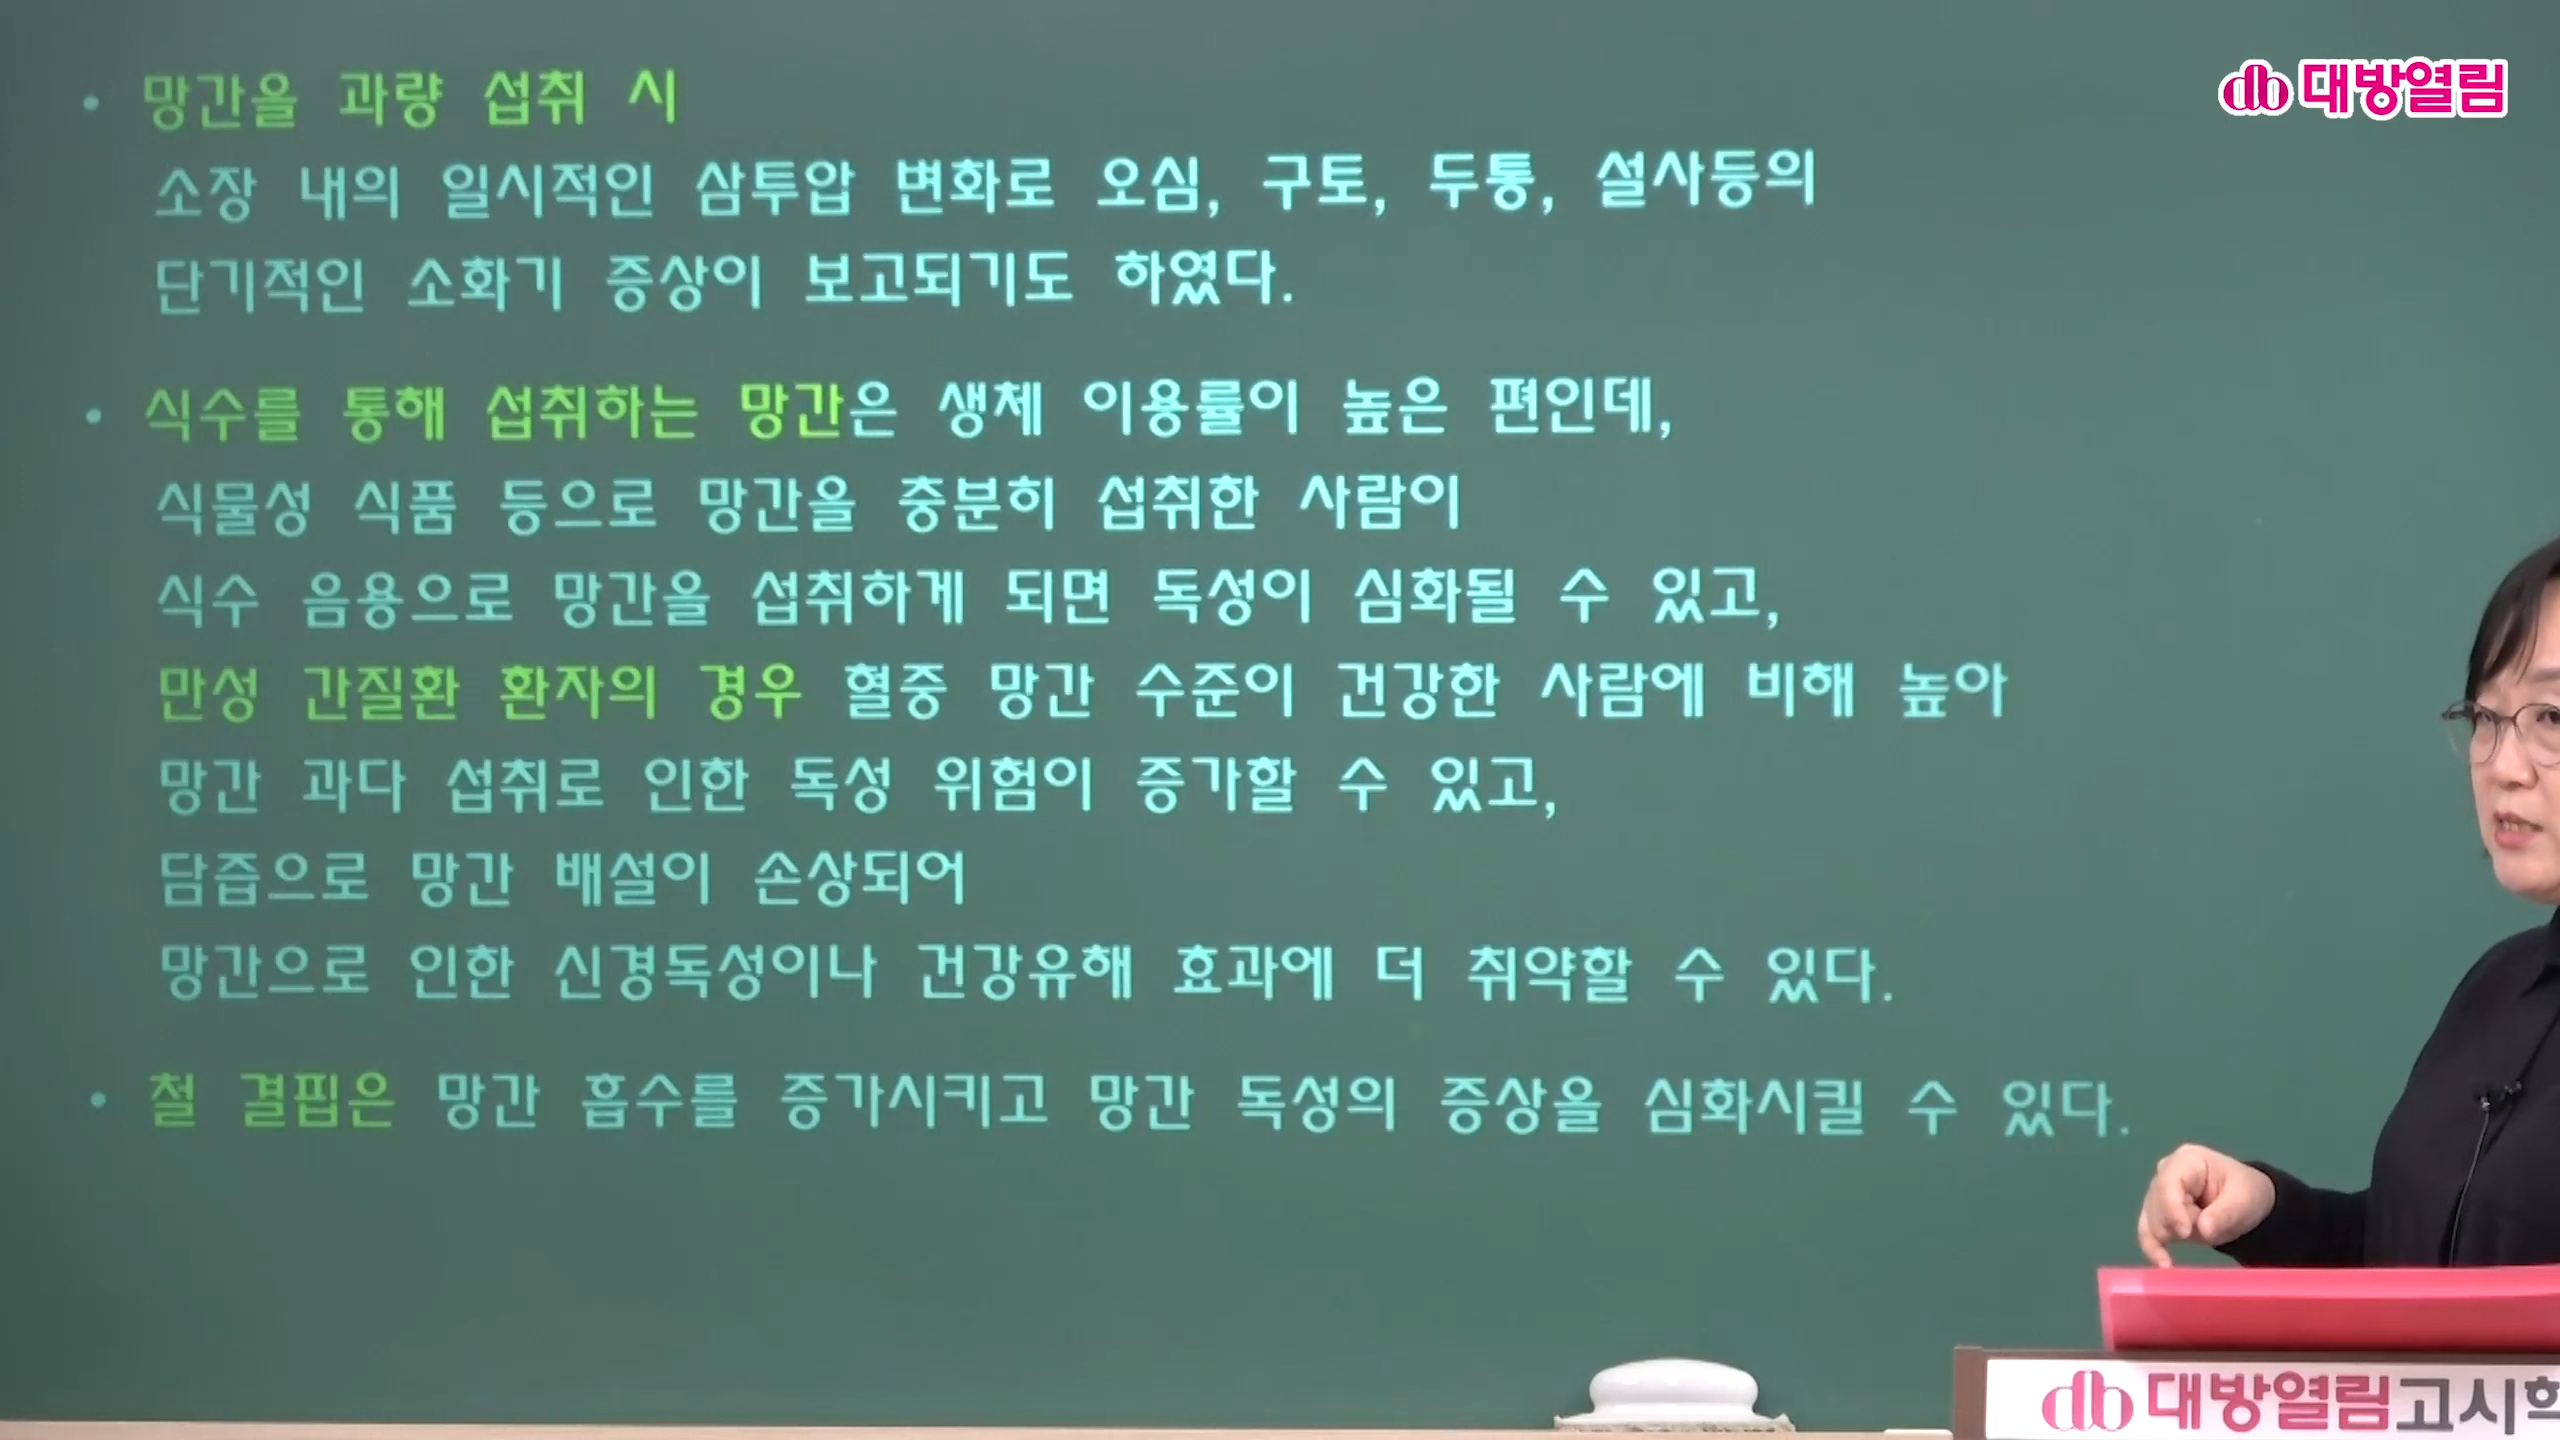 대방열림
• 망간을 과량 섭취 시
소장 내의 일시적인 삼투압 변화로 오심, 구토, 두통, 설사등의
단기적인 소화기 증상이 보고되기도 하였다.
• 식수를 통해 섭취하는 망간은 생체 이용률이 높은 편인데,
식물성 식품 등으로 망간을 충분히 섭취한 사람이
식수 음용으로 망간을 섭취하게 되면 독성이 심화될 수 있고,
만성 간질환 환자의 경우 혈중 망간 수준이 건강한 사람에 비해 높아
망간 과다 섭취로 인한 독성 위험이 증가할 수 있고,
담즙으로 망간 배설이 손상되어
망간으로 인한 신경독성이나 건강유해 효과에 더 취약할 수 있다.
• 철 결핍은 망간 흡수를 증가시키고 망간 독성의 증상을 심화시킬 수 있다.
대방열림고시